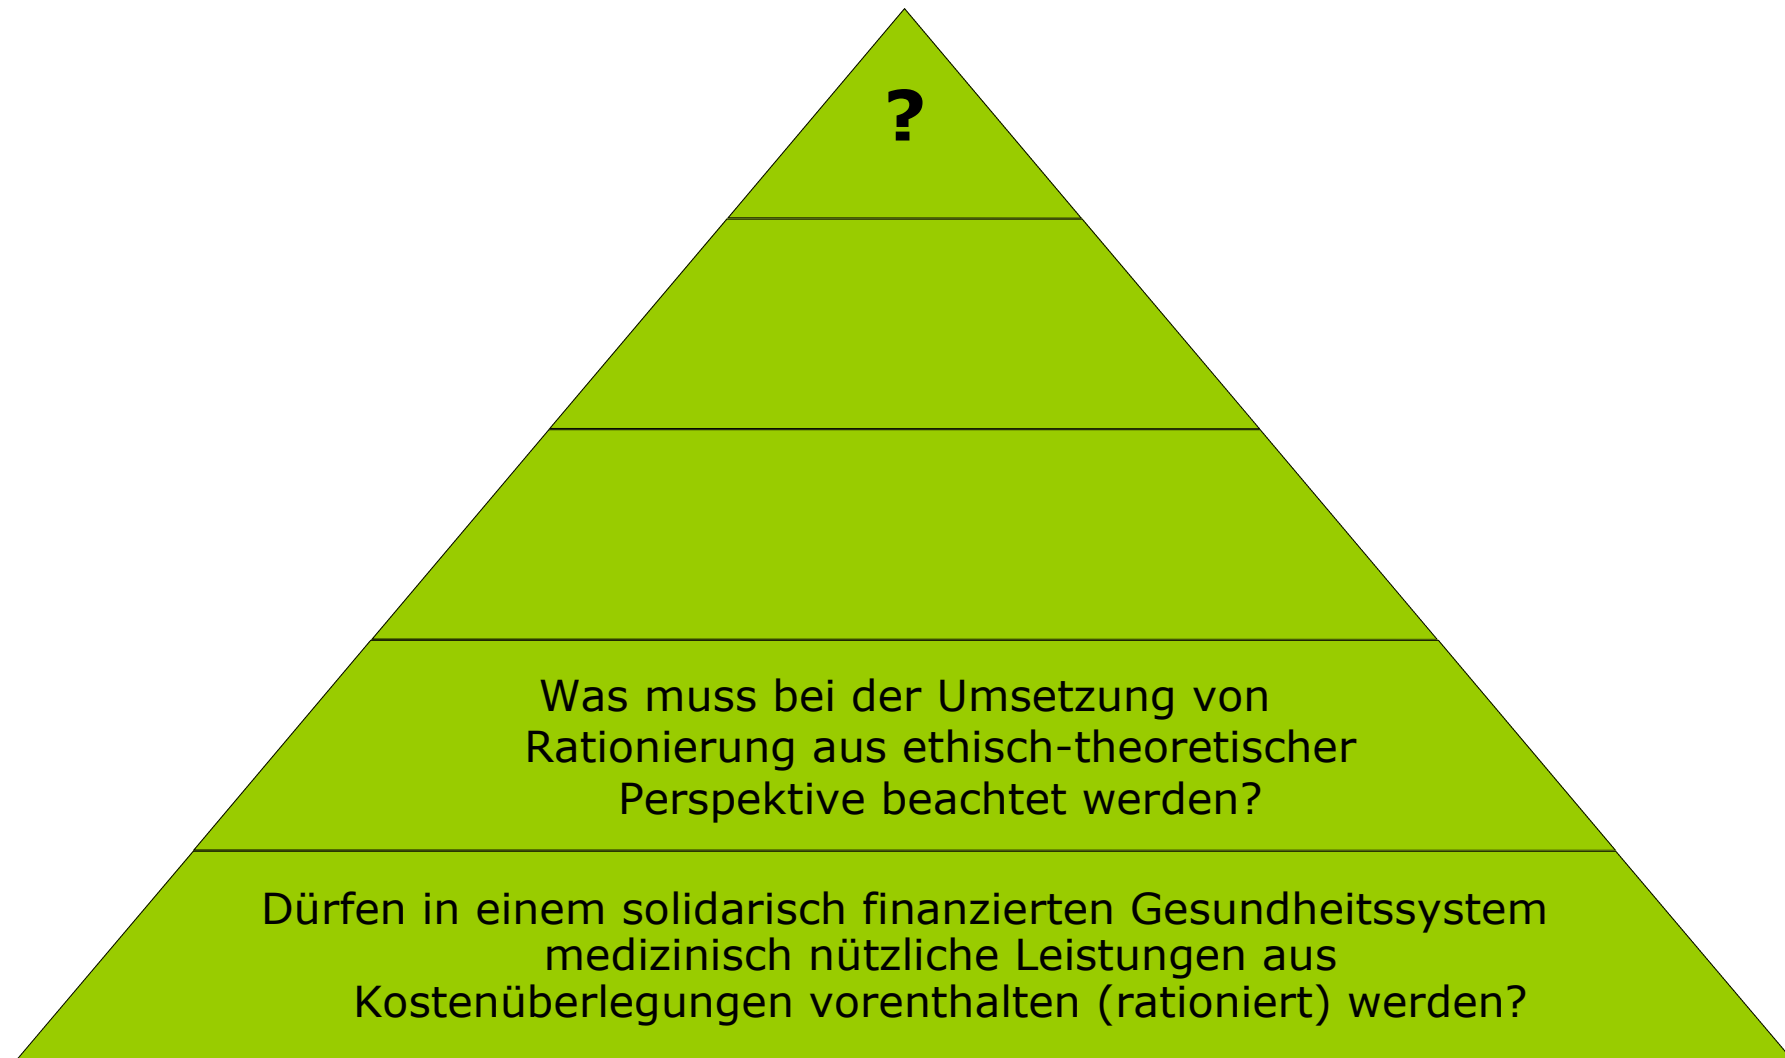 ?
Was muss bei der Umsetzung von
Rationierung aus ethisch-theoretischer
Perspektive beachtet werden?
Dürfen in einem solidarisch finanzierten Gesundheitssystem
medizinisch nützliche Leistungen aus
Kostenüberlegungen vorenthalten (rationiert) werden?